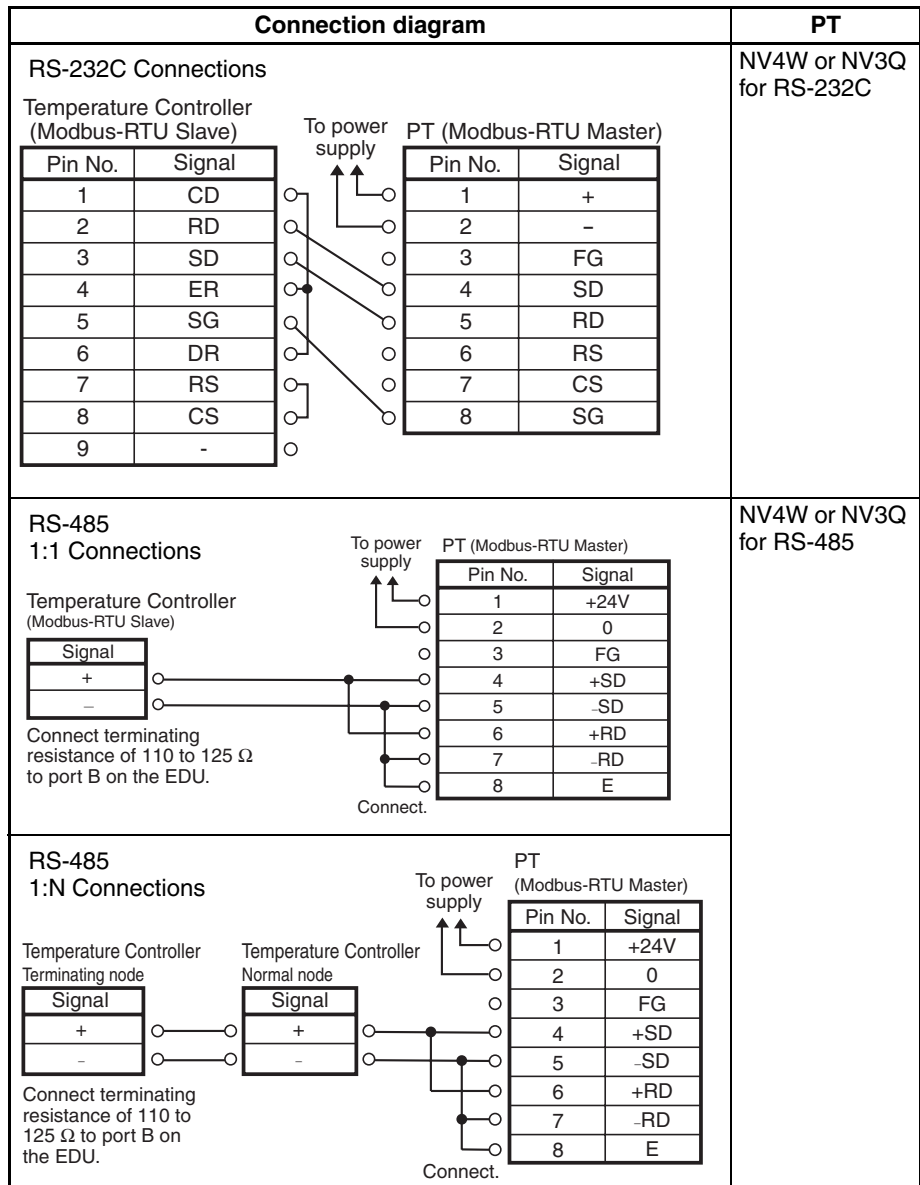 Connection diagram PT
RS-232C Connections
NV4W or NV3Q
for RS-232C
Temperature Controller
(Modbus-RTU Slave)
To power
supply
PT (Modbus-RTU Master)
Pin No. Signal Pin No. Signal
1 CD 1 +
2 RD 2 –
3 SD 3 FG
4 ER 4 SD
5 SG 5 RD
6 DR 6 RS
7 RS 7 CS
8 CS 8 SG
9 -
RS-485
1:1 Connections
NV4W or NV3Q
for RS-485
To power
supply
PT (Modbus-RTU Master)
Temperature Controller
(Modbus-RTU Slave)
Signal
+
–
Connect terminating
resistance of 110 to 125 Ω
to port B on the EDU.
Pin No. Signal
1 +24V
2 0
3 FG
4 +SD
5 –SD
6 +RD
7 –RD
8 E
Connect.
RS-485
1:N Connections
To power
supply
PT
(Modbus-RTU Master)
Temperature Controller
Terminating node
Signal
+
–
Temperature Controller
Normal node
Signal
+
–
Connect terminating
resistance of 110 to
125 Ω to port B on
the EDU.
Pin No. Signal
1 +24V
2 0
3 FG
4 +SD
5 –SD
6 +RD
7 –RD
8 E
Connect.